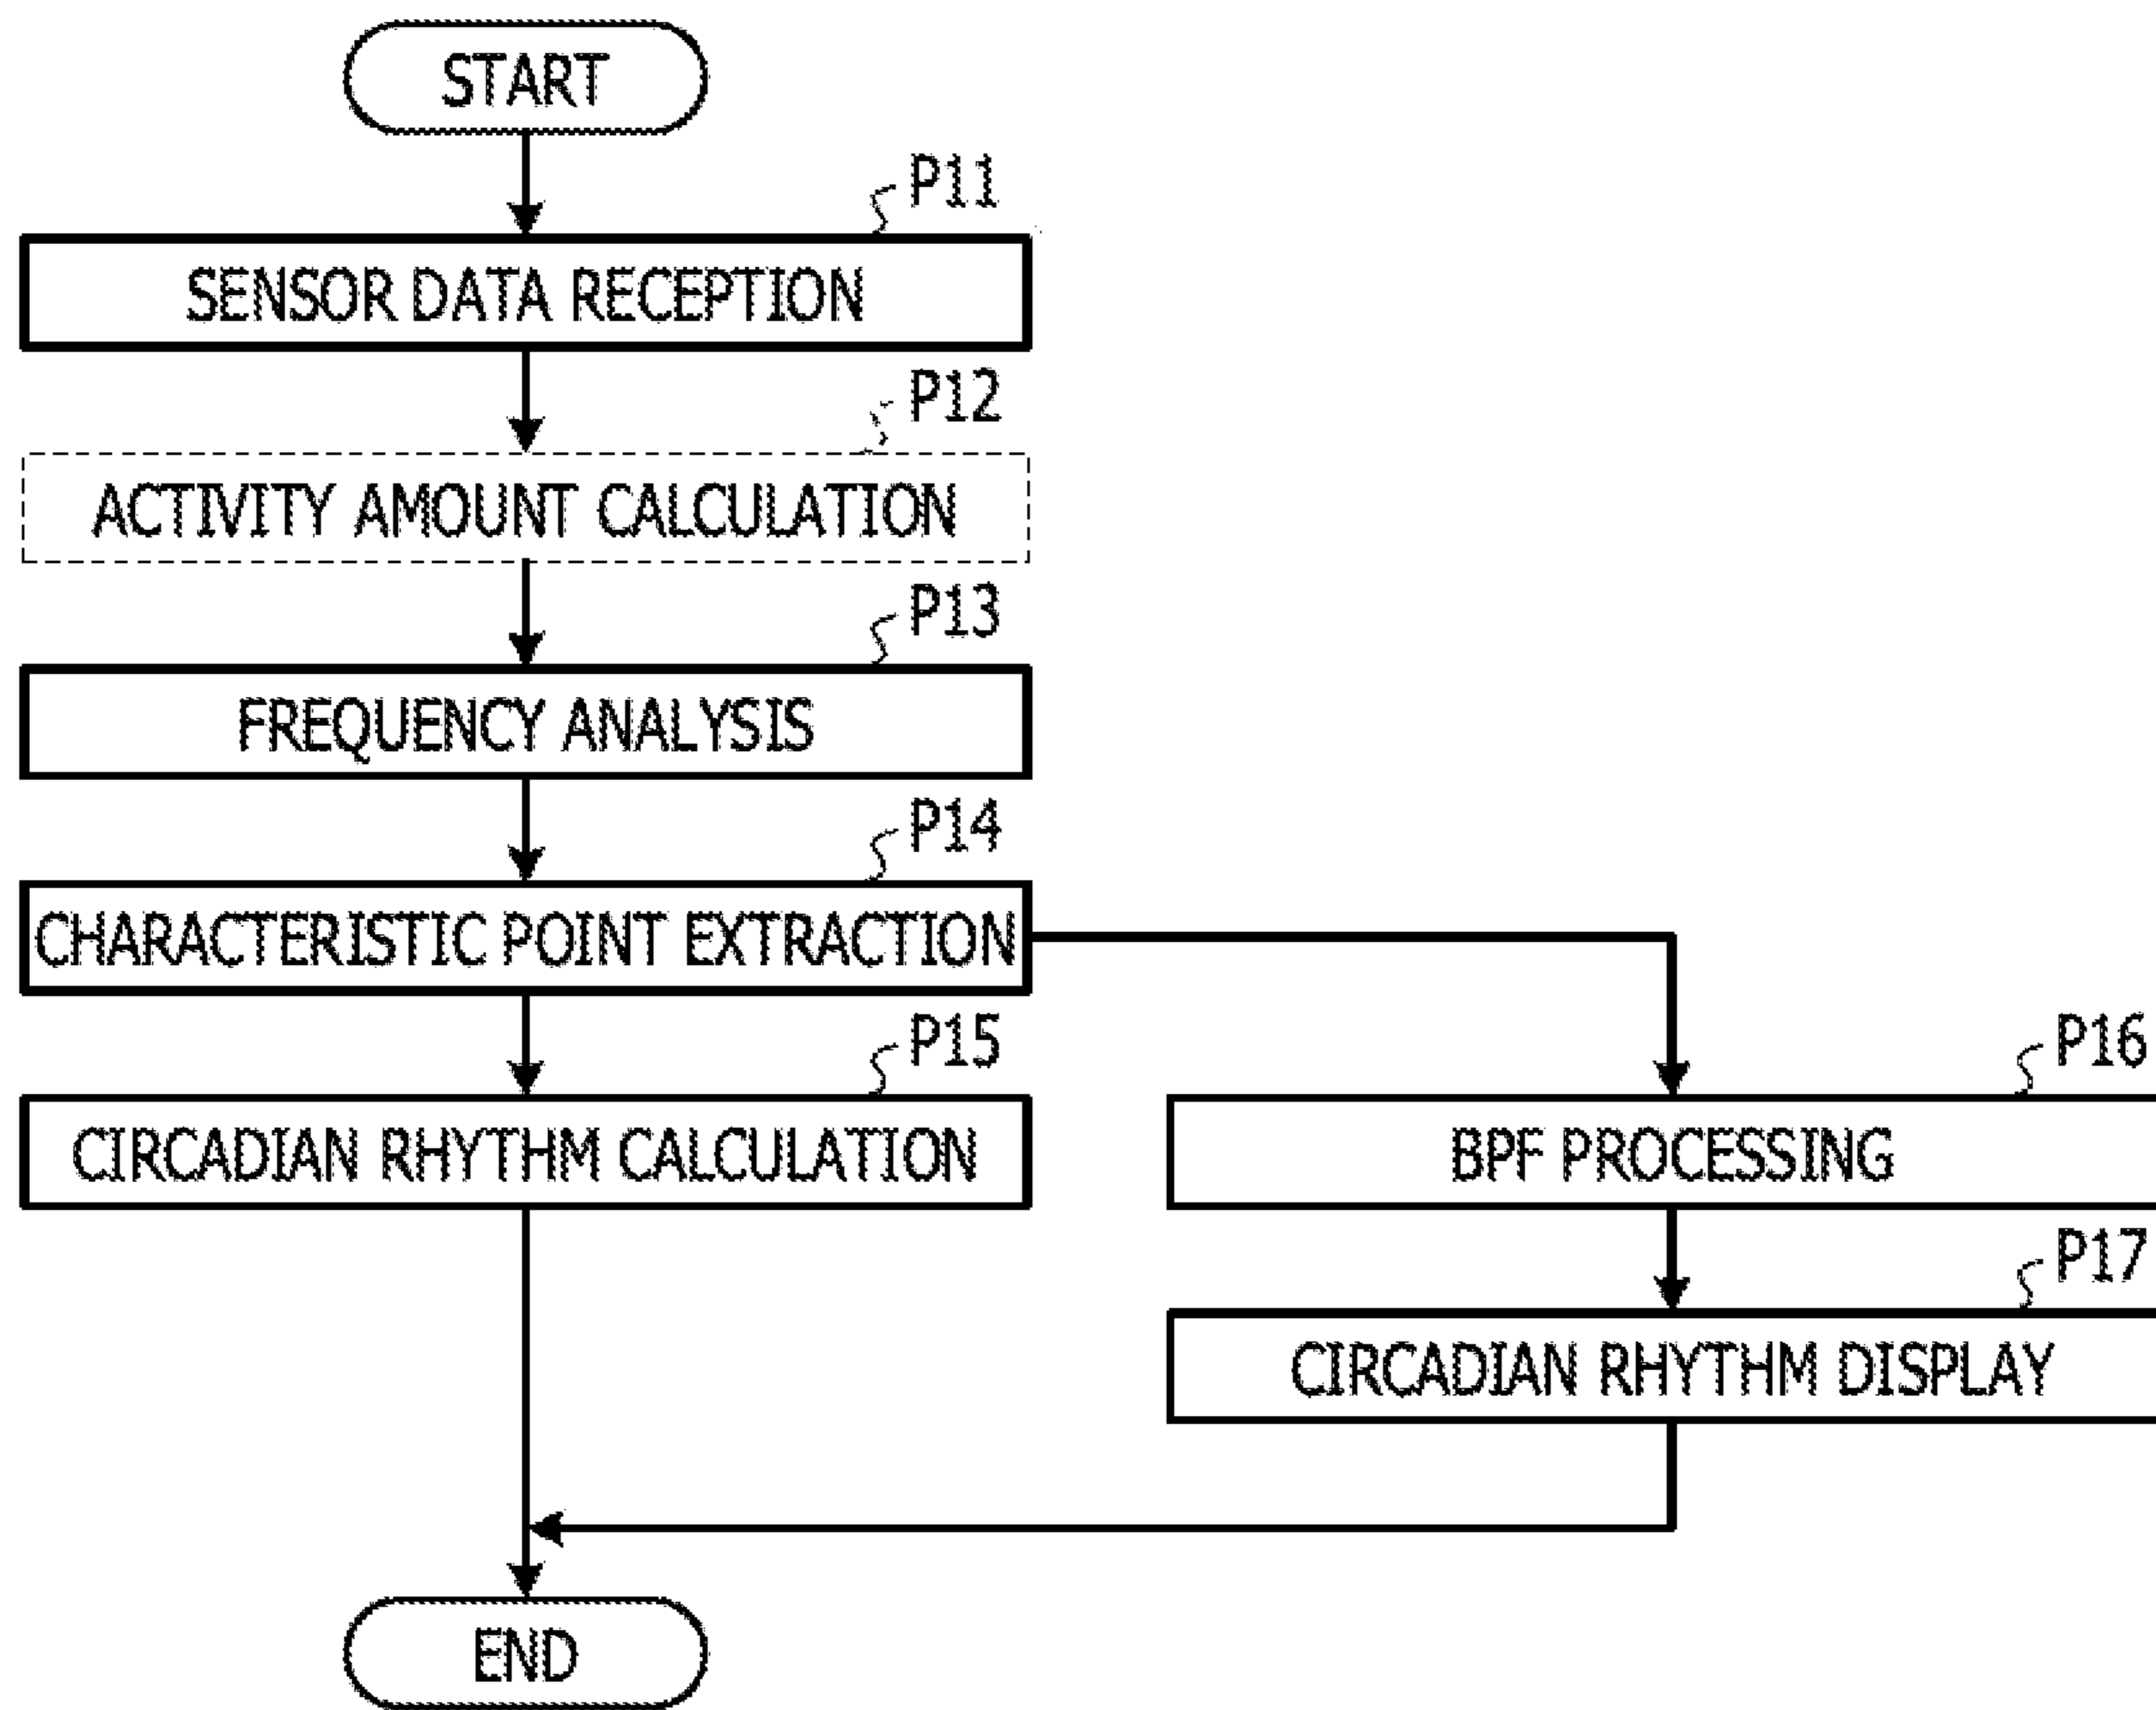 START
P11
SENSOR DATA RECEPTION
P12
ACTIVITY AMOUNT CALCULATION
P13
FREQUENCY ANALYSIS
P14
CHARACTERISTIC POINT EXTRACTION
P15
CIRCADIAN RHYTHM CALCULATION
P16
BPF PROCESSING
P17
CIRCADIAN RHYTHM DISPLAY
END